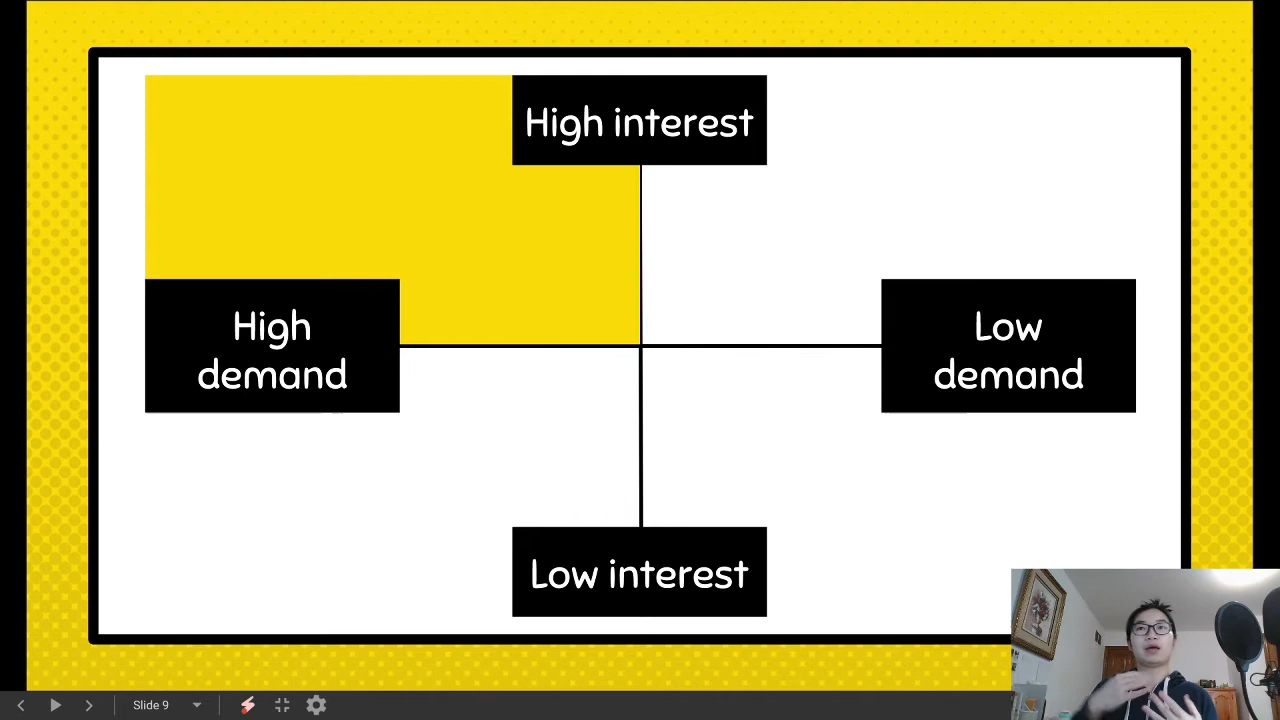 High interest
High
demand
Low
demand
Low interest
Slide 9